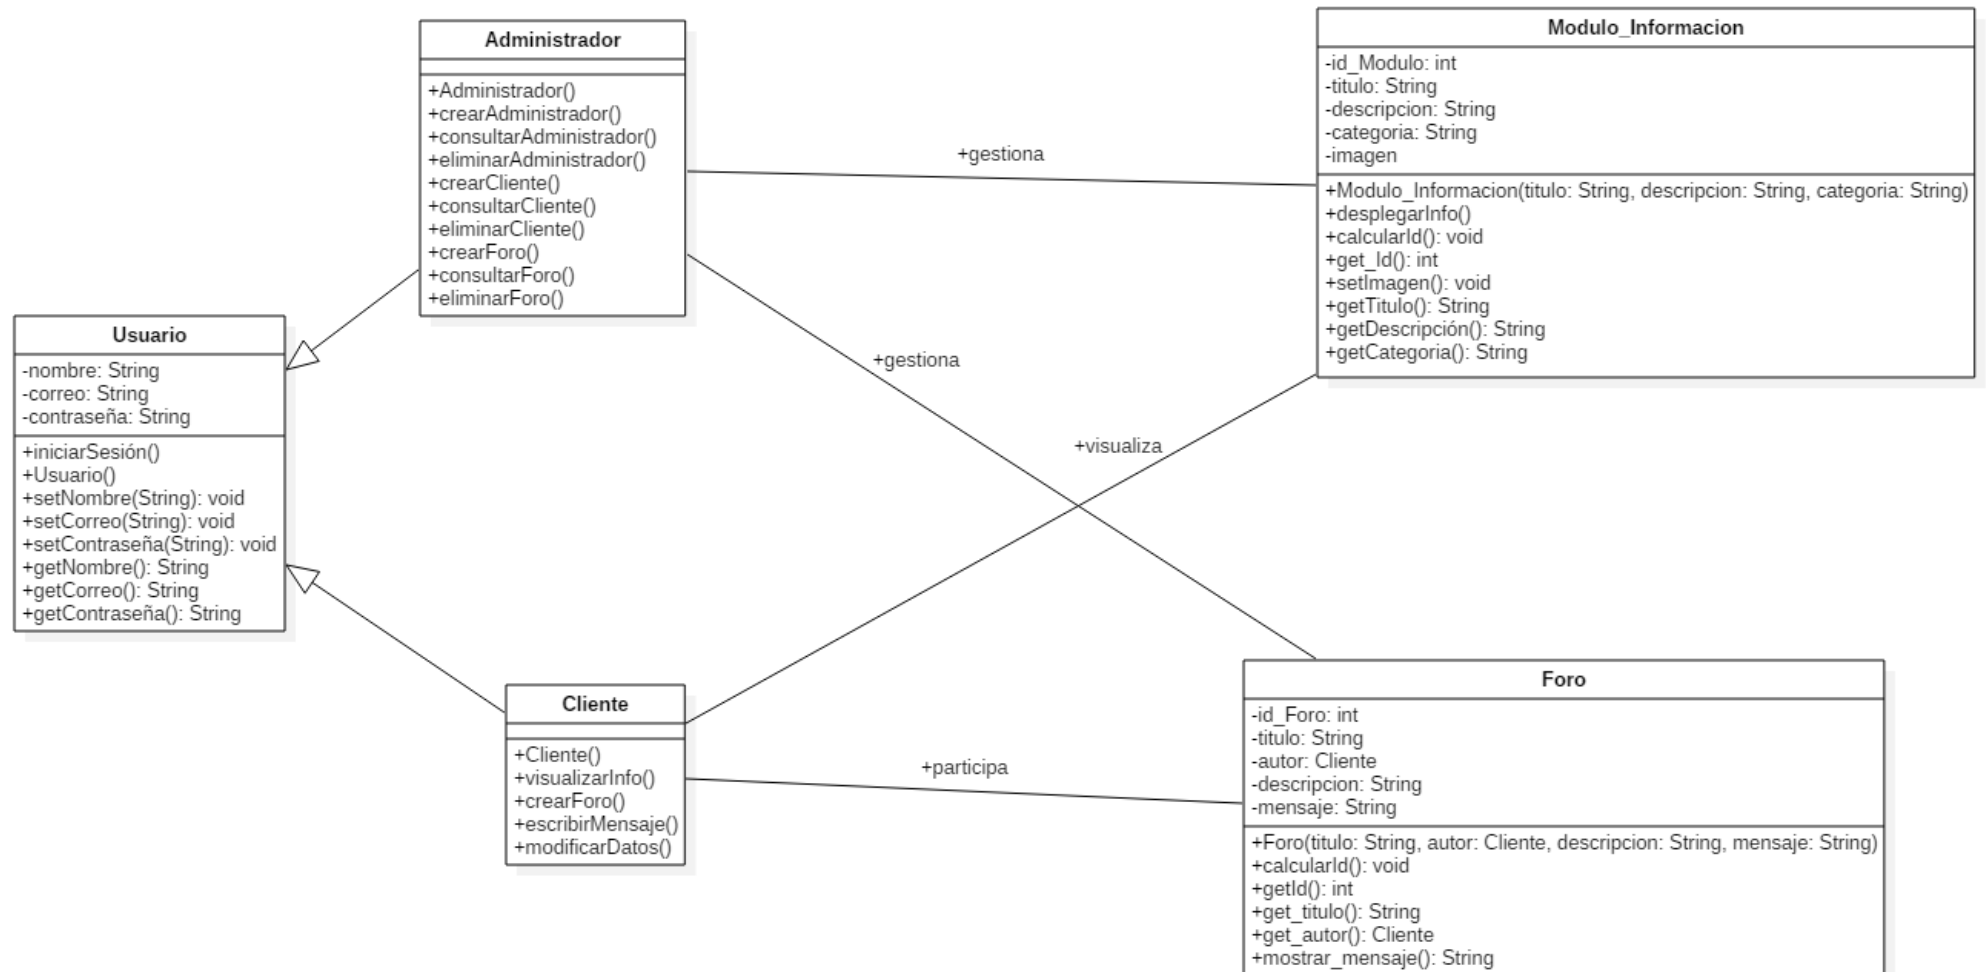 Administrador
+Administrador()
+crearAdministrador()
+consultarAdministrador()
+eliminarAdministrador()
+crearCliente()
+consultarCliente()
+eliminarCliente()
+crearForo()
+consultarForo()
+eliminarForo()
Modulo_Informacion
-id_Modulo: int
-titulo: String
-descripcion: String
-categoria: String
-imagen
+Modulo_Informacion(titulo: String, descripcion: String, categoria: String)
+desplegarInfo()
+calcularId(): void
+get_Id(): int
+setImagen(): void
+getTitulo(): String
+getDescripción(): String
+getCategoria(): String
+gestiona
+gestiona
+visualiza
+participa
Usuario
-nombre: String
-correo: String
-contraseña: String
+iniciarSesión()
+Usuario()
+setNombre(String): void
+setCorreo(String): void
+setContraseña(String): void
+getNombre(): String
+getCorreo(): String
+getContraseña(): String
Cliente
+Cliente()
+visualizarInfo()
+crearForo()
+escribirMensaje()
+modificarDatos()
Foro
-id_Foro: int
-titulo: String
-autor: Cliente
-descripcion: String
-mensaje: String
+Foro(titulo: String, autor: Cliente, descripcion: String, mensaje: String)
+calcularId(): void
+getId(): int
+get_titulo(): String
+get_autor(): Cliente
+mostrar_mensaje(): String